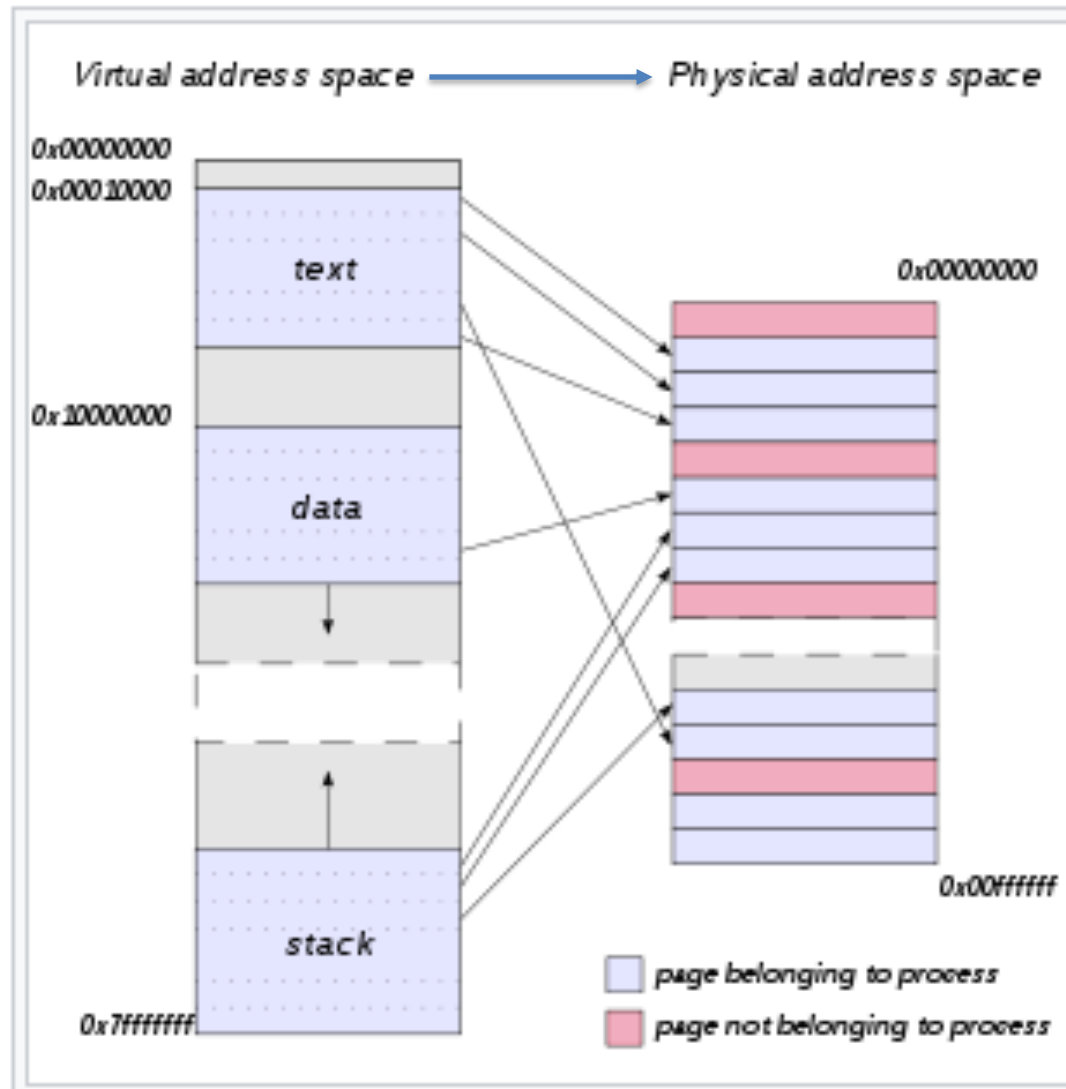 Virtual address space
Physical address space
0x00000000
0x00010000
text
0x00000000
0x10000000
data
0x00ffffff
stack
page belonging to process
0x7fffffff
page not belonging to process